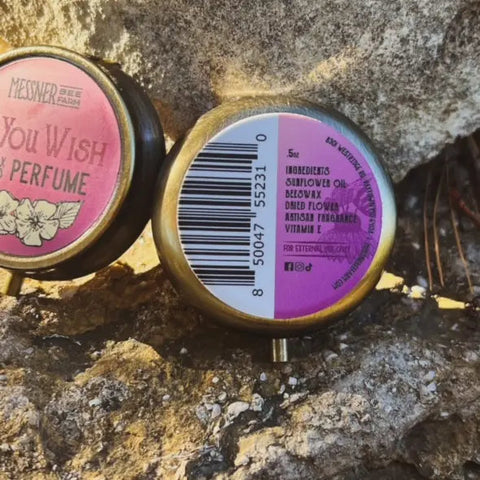 MESSNER BEE FARM
YOU WISH
PERFUME
8 50047 55231 0
.5oz
INGREDIENTS
SUNFLOWER OIL
BEESWAX
DRIED FLOWER
ARTISAN FRAGRANCE
VITAMIN E
FOR EXTERNAL USE ONLY